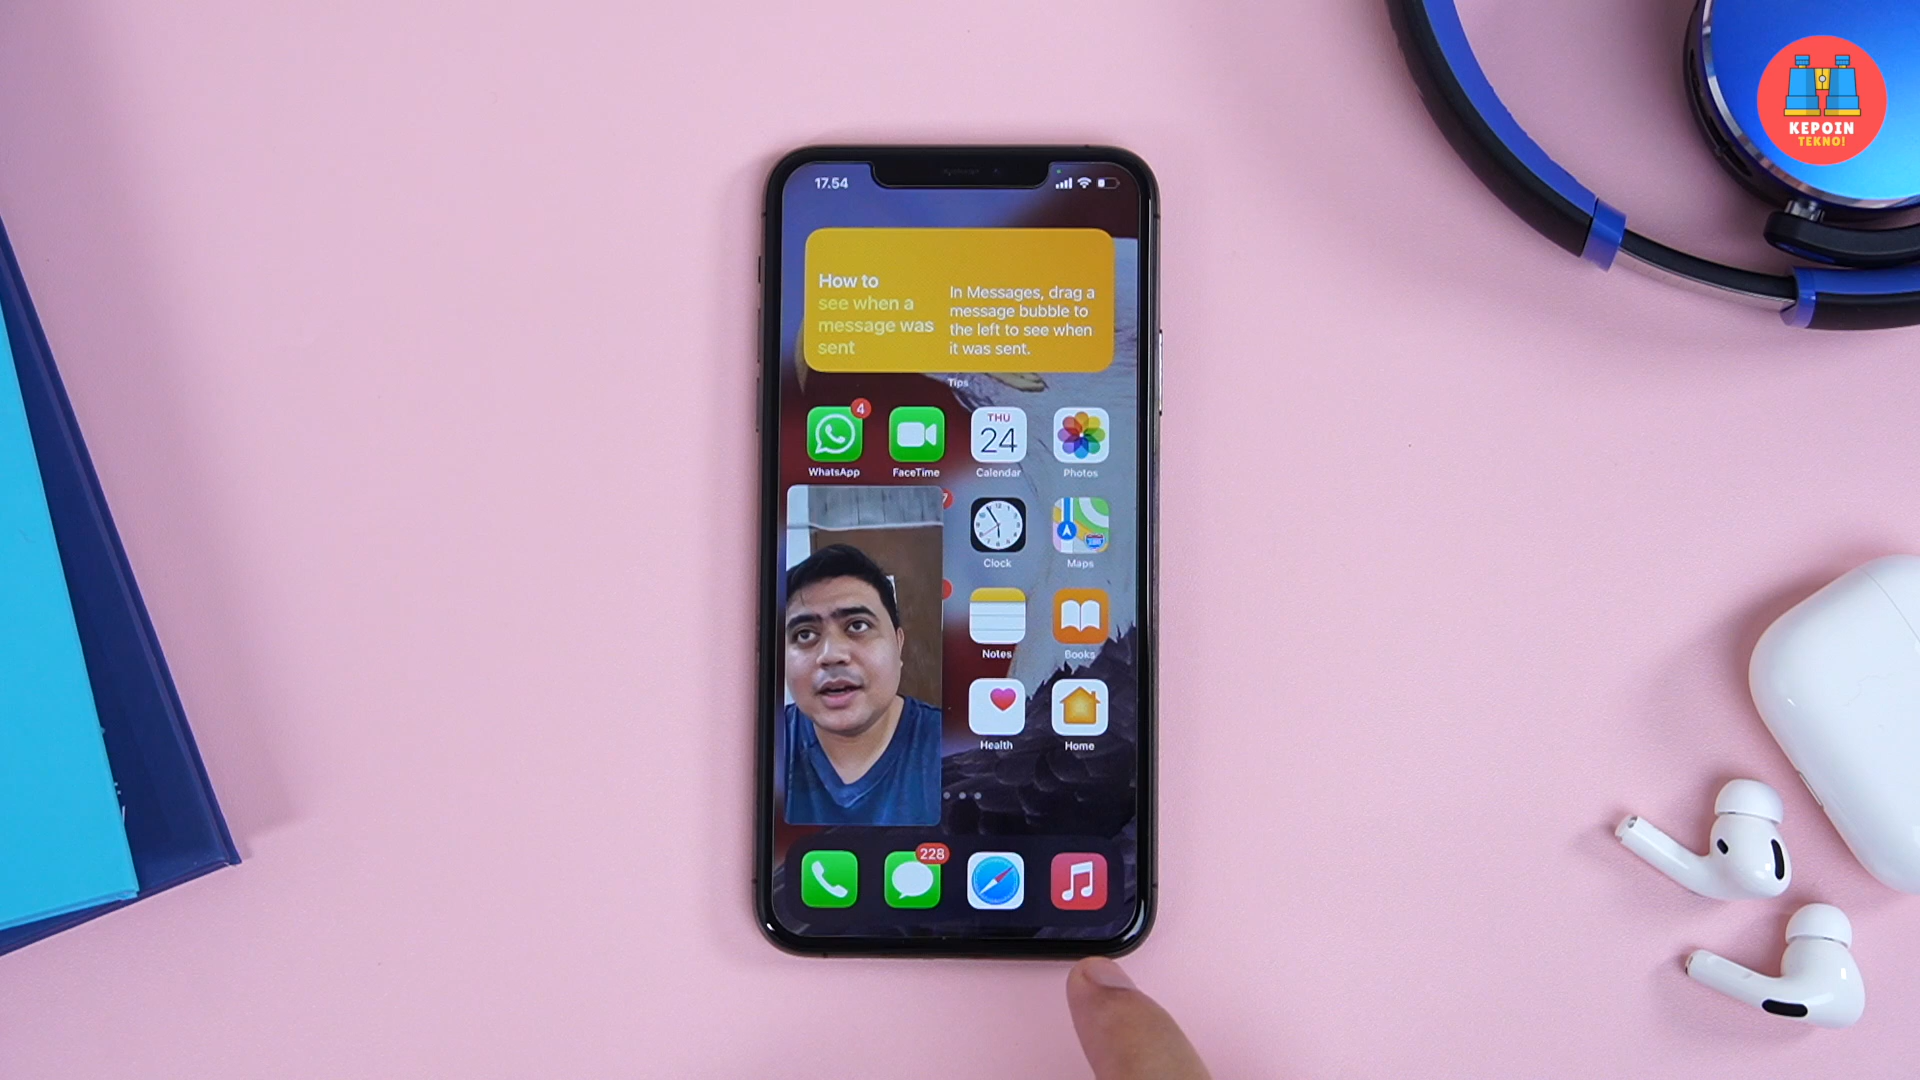 KEPOIN
TEKNO!
17.54
How to
see when a
message was
sent
In Messages, drag a
message bubble to
the left to see when
it was sent.
Tips
4
WhatsApp
FaceTime
THU
24
Calendar
Photos
7
Clock
Maps
Notes
Books
Health
Home
228